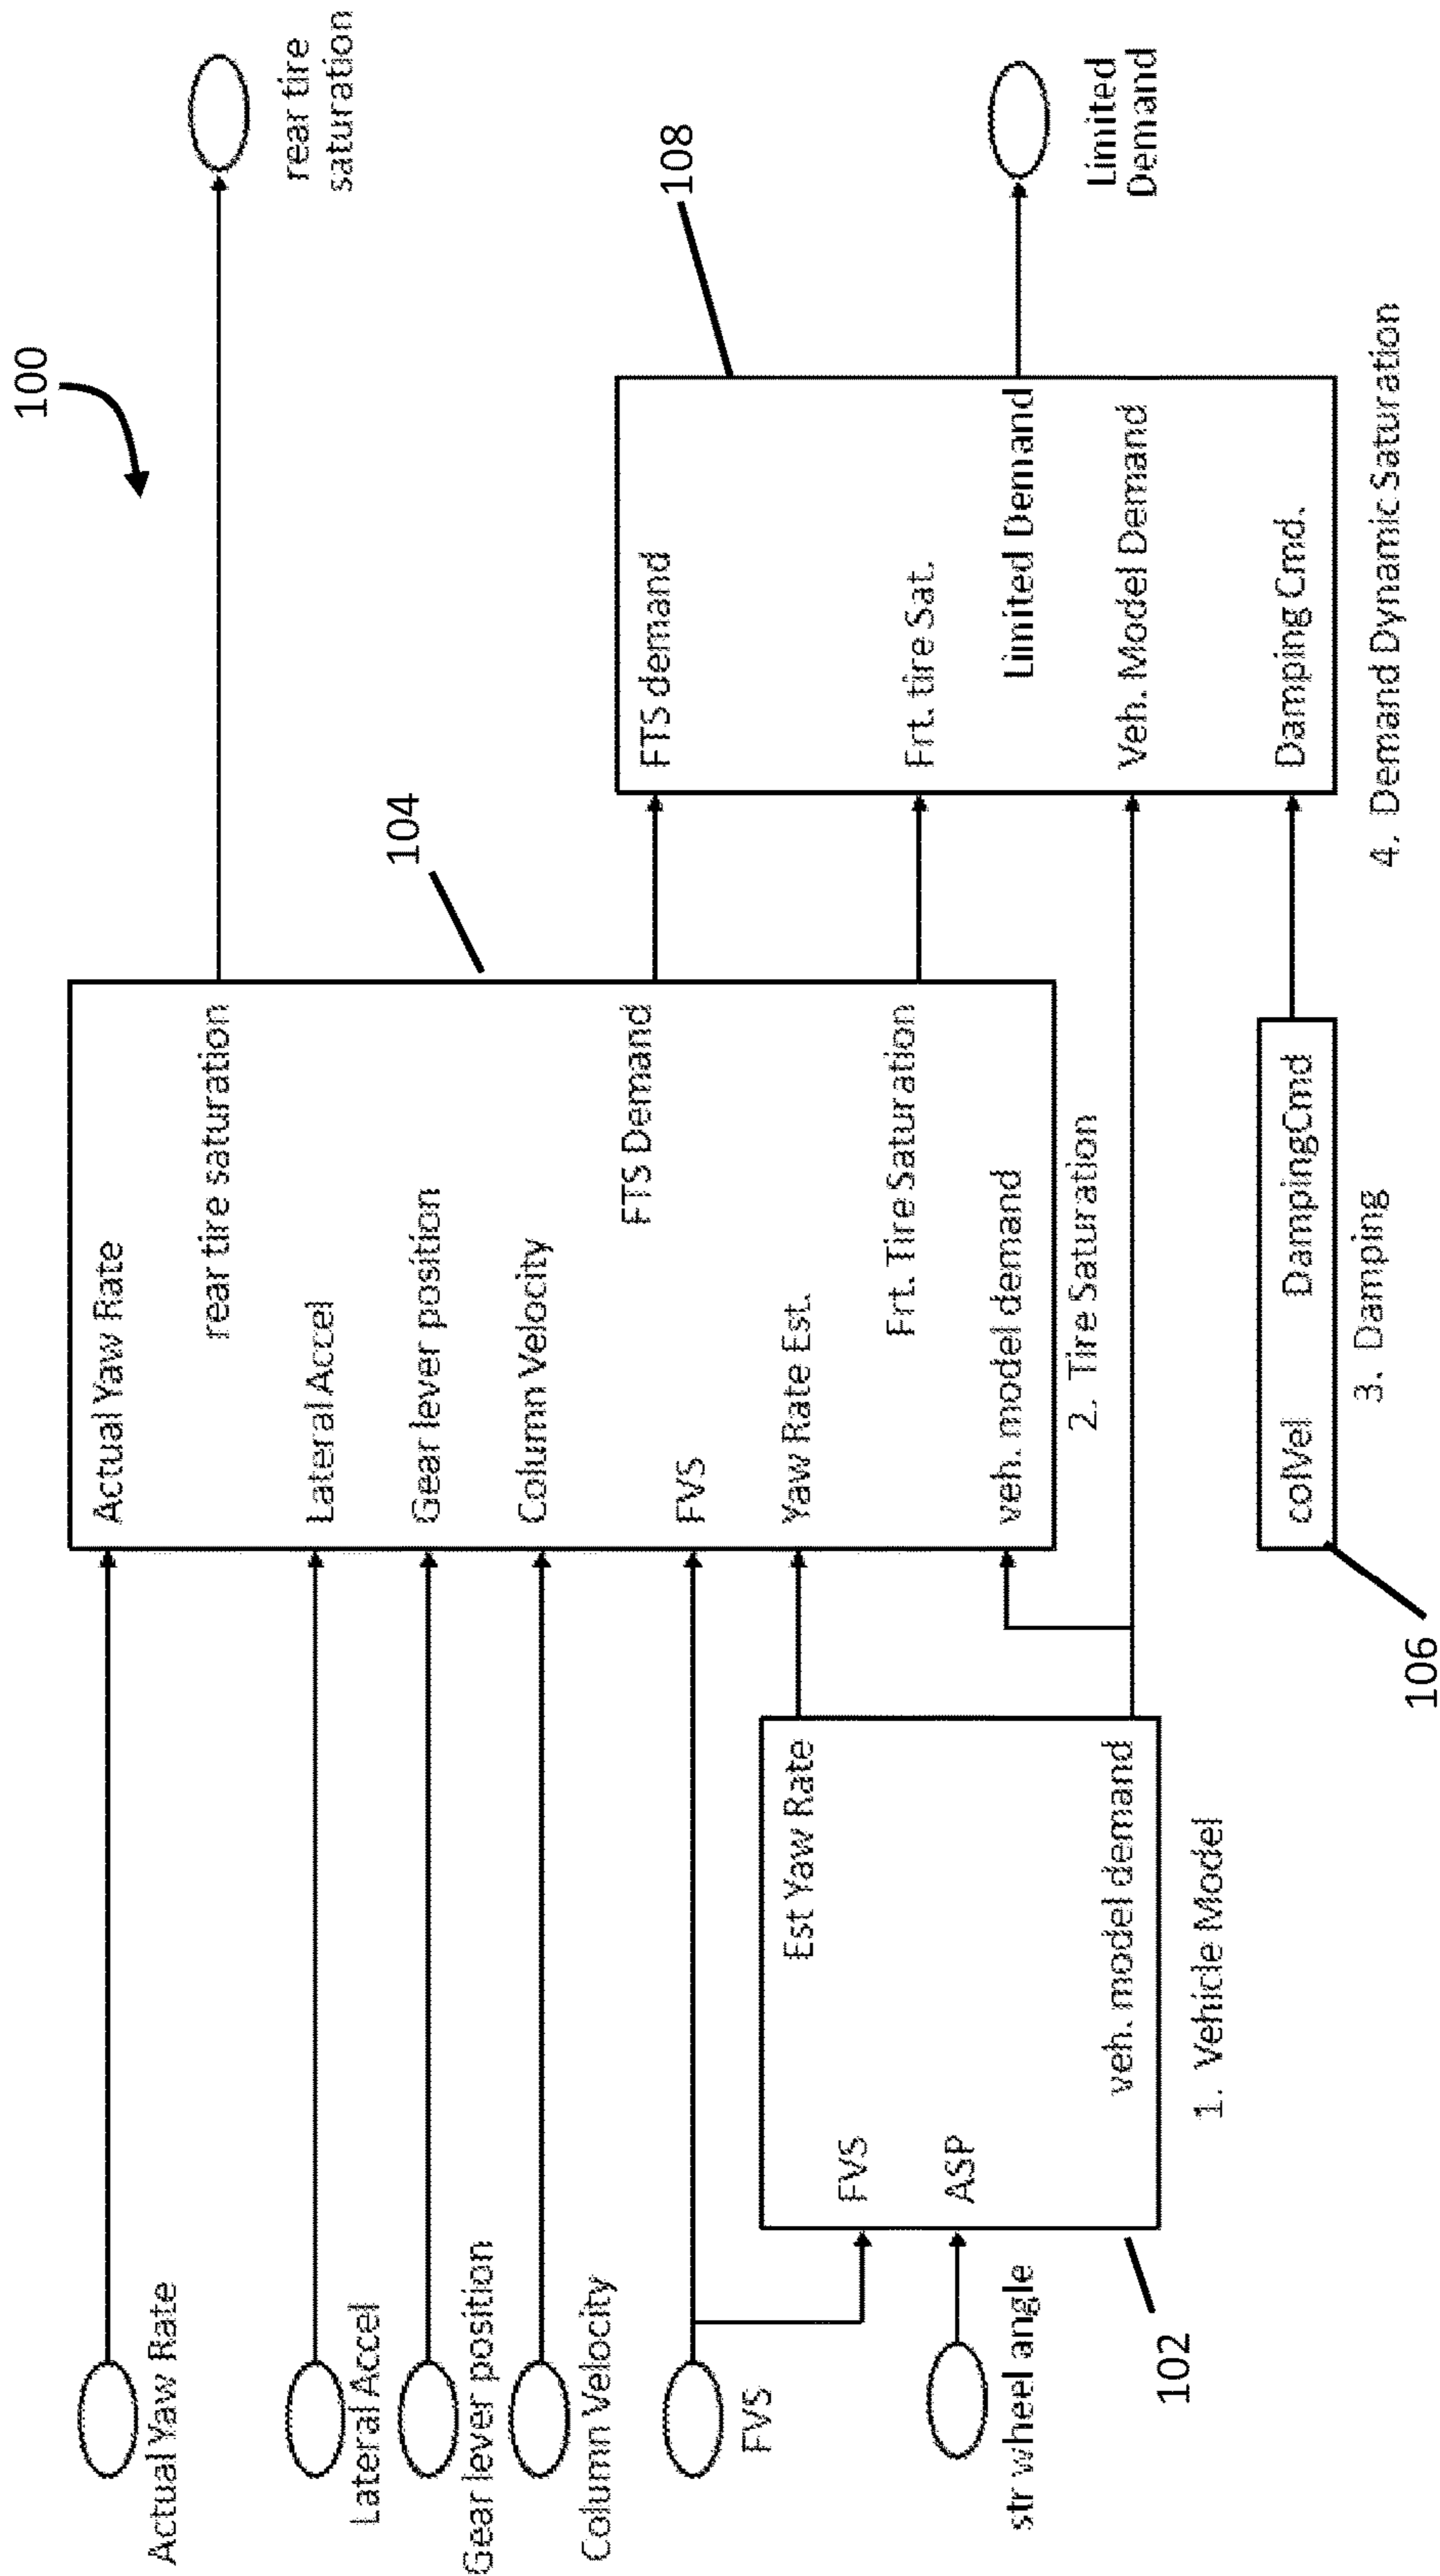 100
Actual Yaw Rate
Lateral Accel
Gear lever position
Column Velocity
FVS
str wheel angle
102
FVS
ASP
Est Yaw Rate
veh. model demand
1. Vehicle Model
104
Actual Yaw Rate
rear tire saturation
Lateral Accel
Gear lever position
Column Velocity
FTS Demand
FVS
Yaw Rate Est.
Frt. Tire Saturation
veh. model demand
2. Tire Saturation
colVel
DampingCmd
3. Damping
106
108
FTS demand
Frt. tire Sat.
Limited Demand
Veh. Model Demand
Damping Cmd.
4. Demand Dynamic Saturation
rear tire
saturation
Limited
Demand